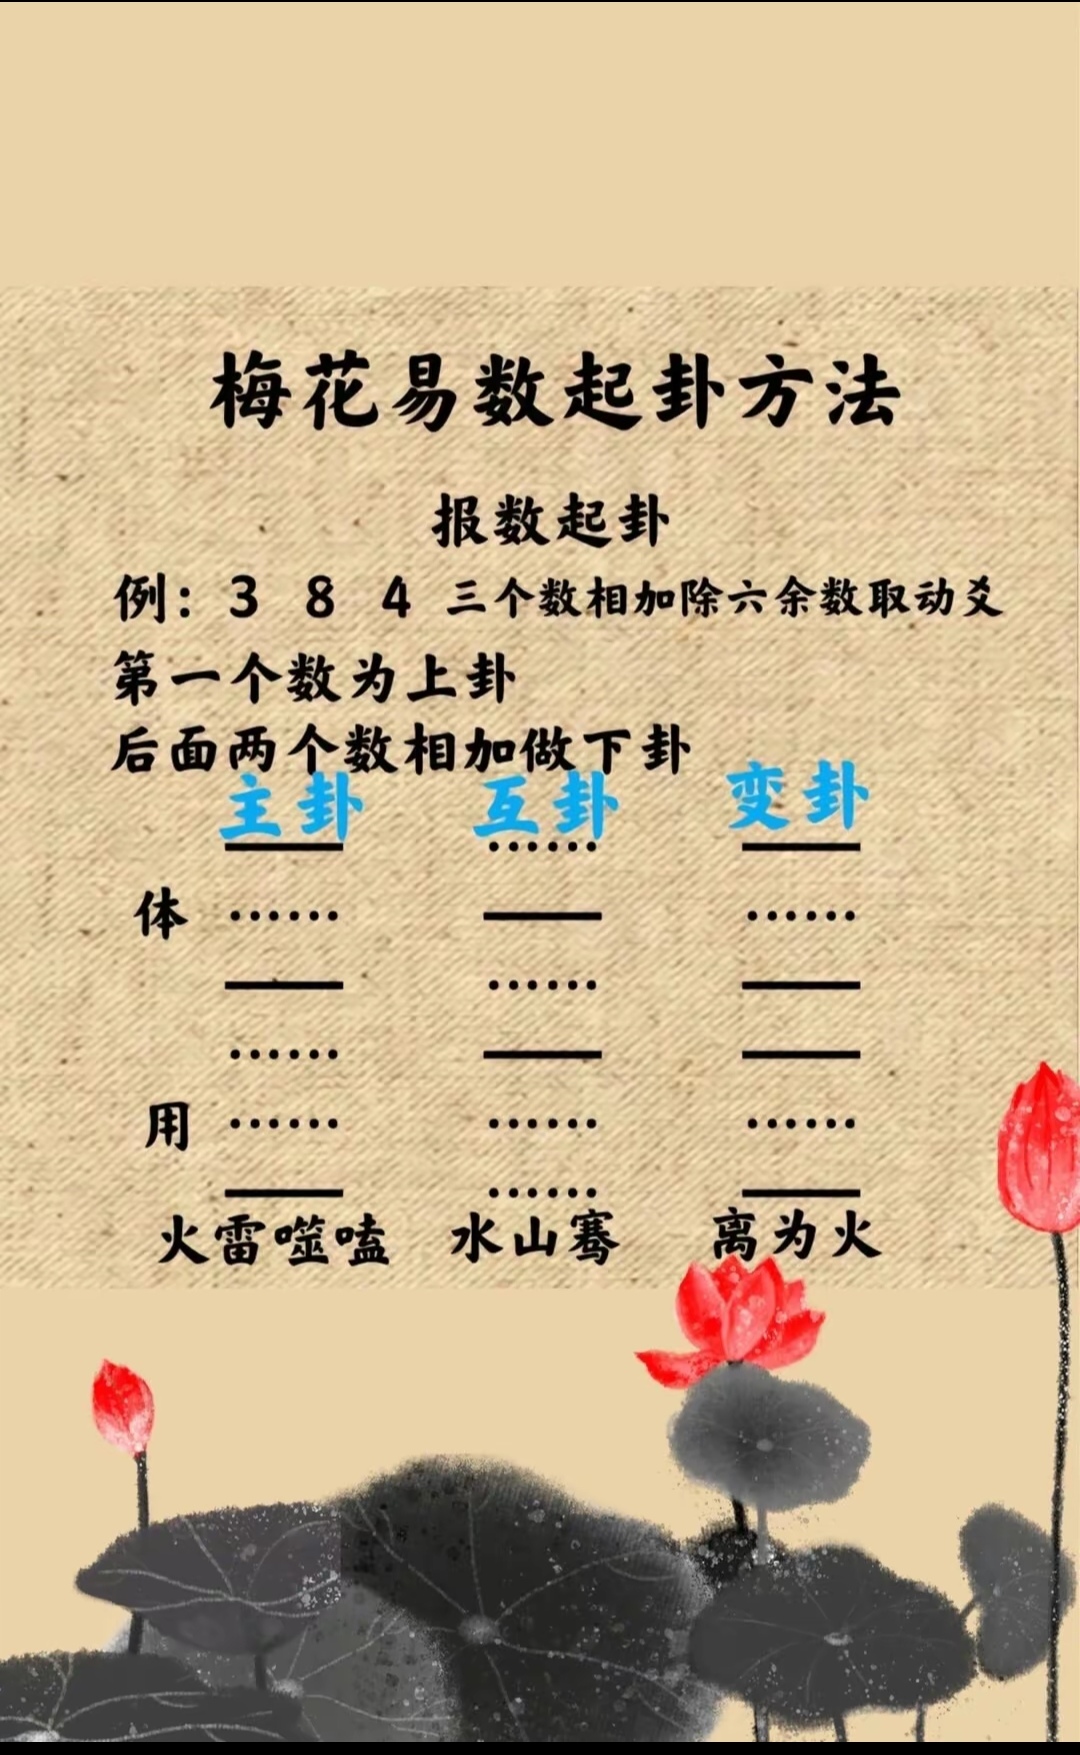 梅花易数起卦方法
报数起卦
例：3 8 4 三个数相加除六余数取动爻
第一个数为上卦
后面两个数相加做下卦
主卦 互卦 变卦
体
用
火雷噬嗑 水山骞 离为火